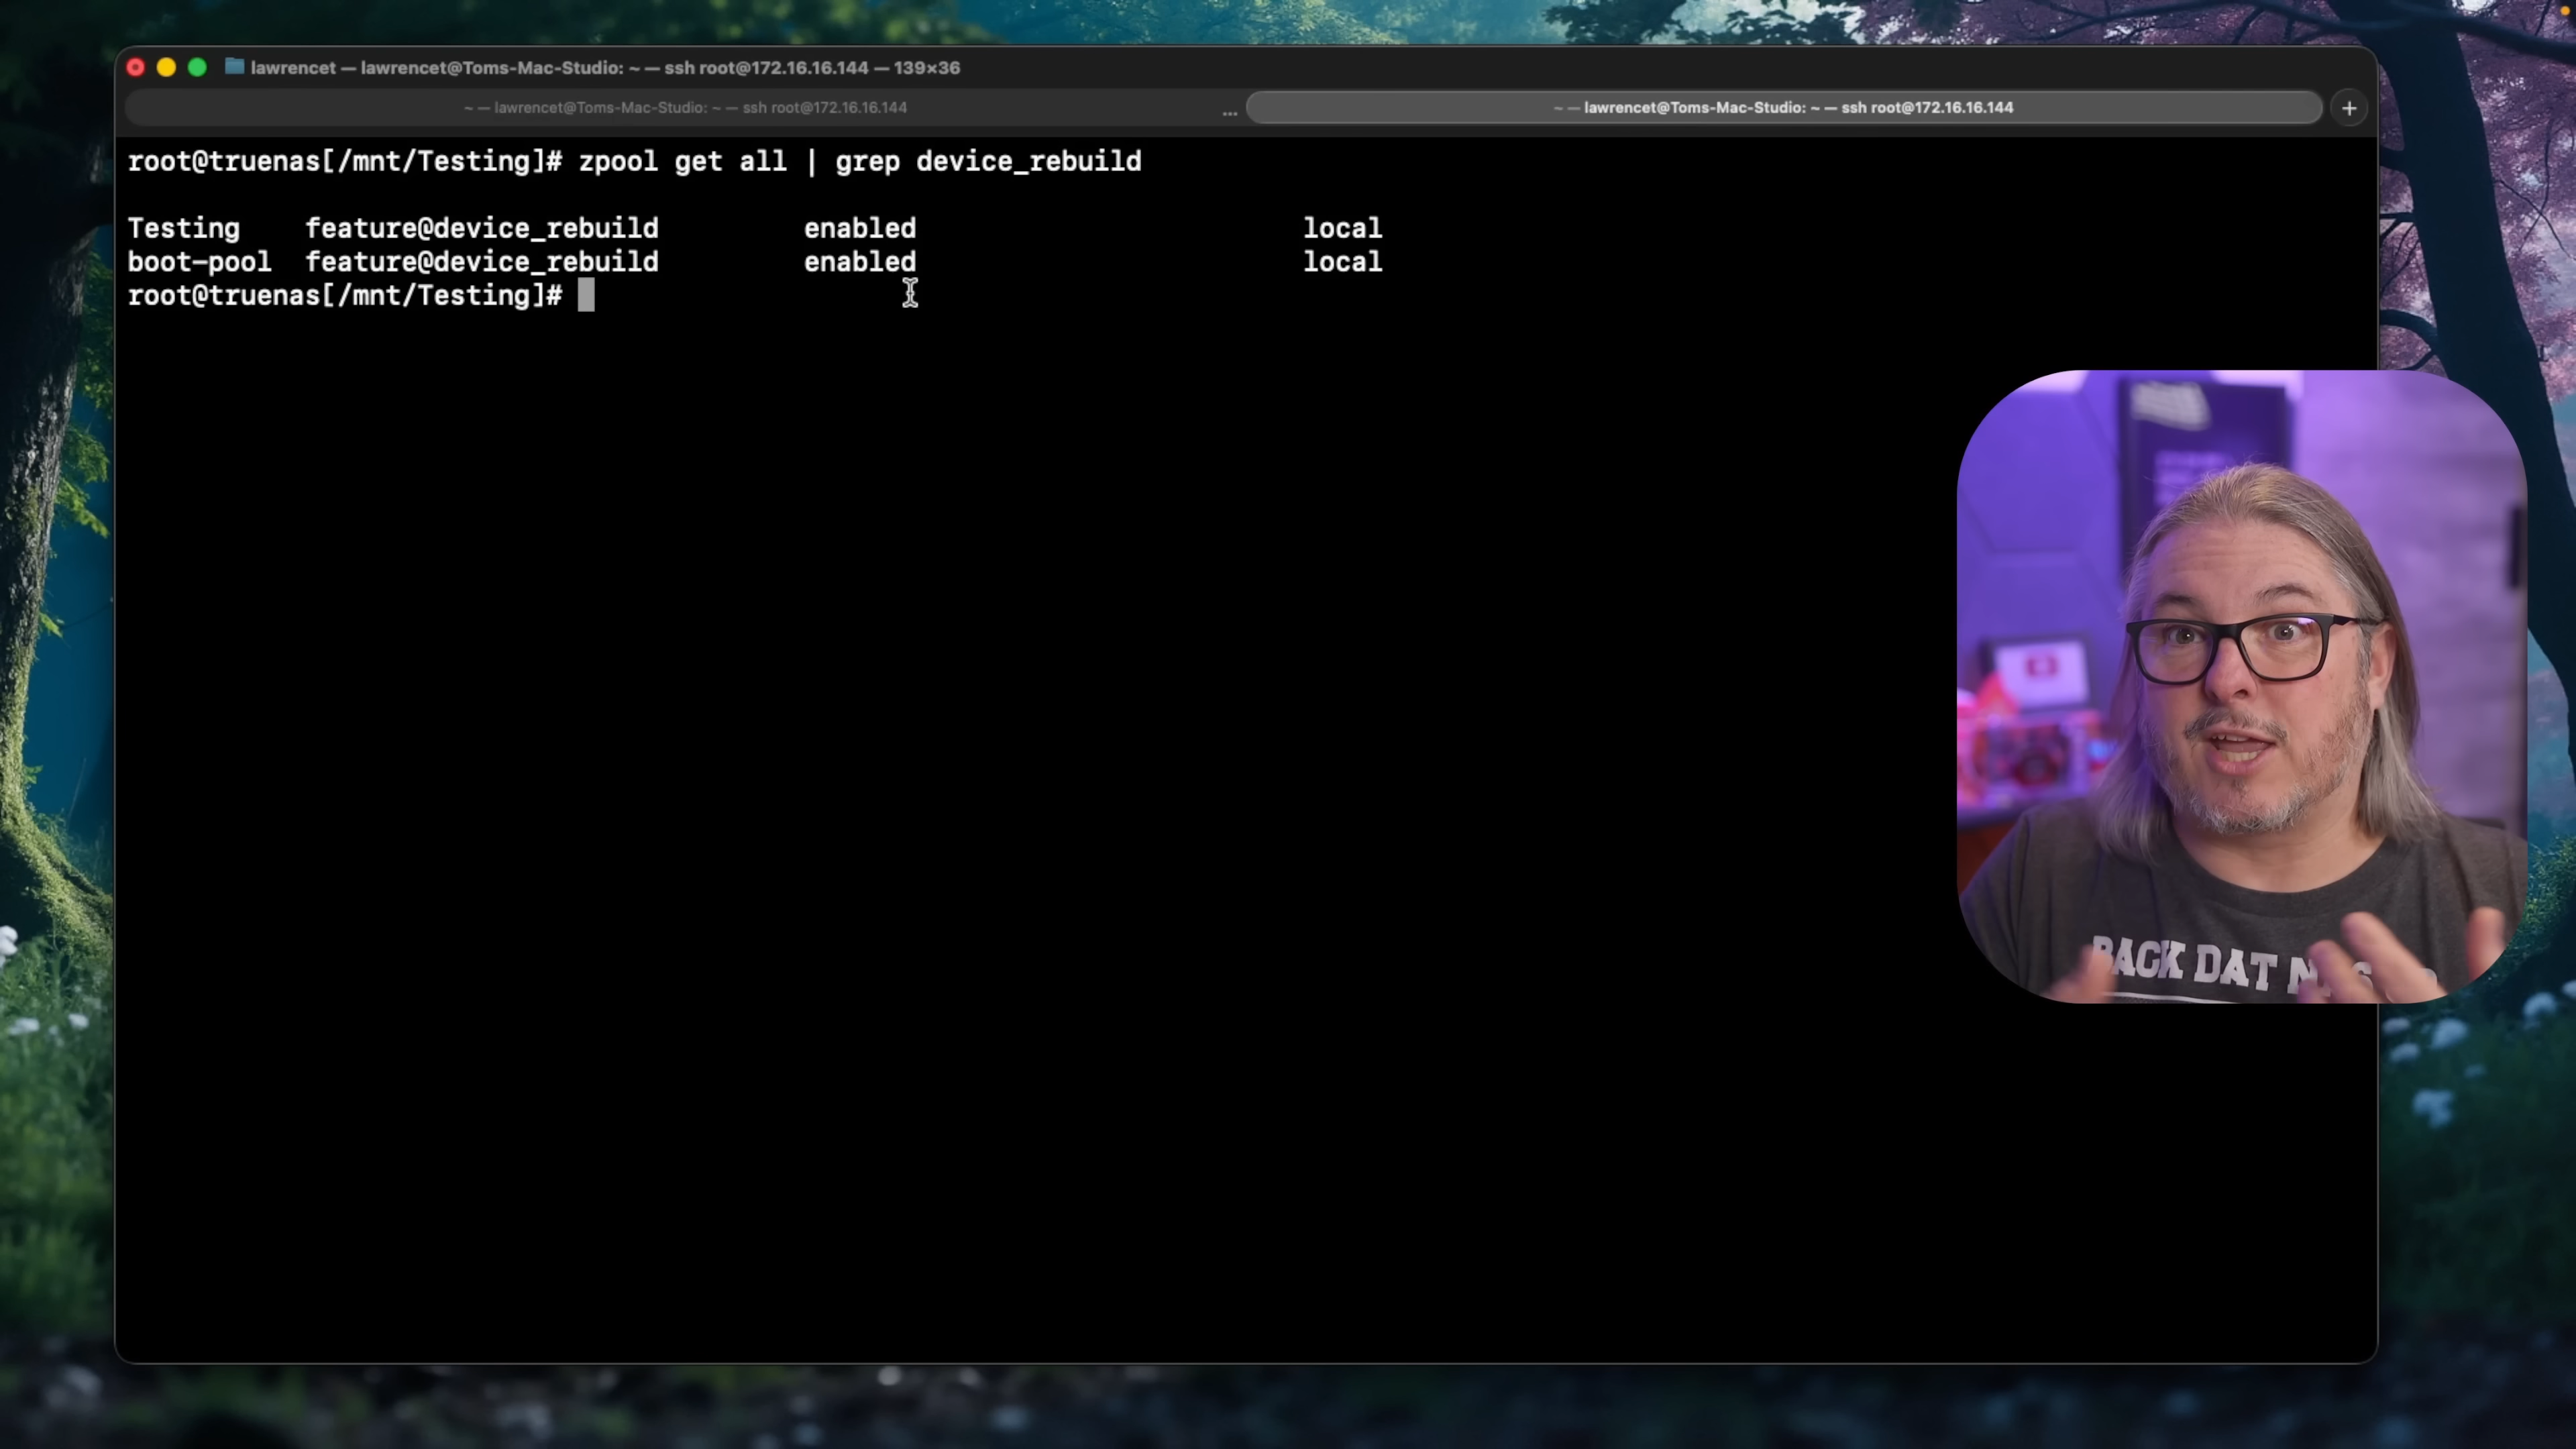 lawrencet — lawrencet@Toms-Mac-Studio: ~ — ssh root@172.16.16.144 — 139×36
~ — lawrencet@Toms-Mac-Studio: ~ — ssh root@172.16.16.144
...
~ — lawrencet@Toms-Mac-Studio: ~ — ssh root@172.16.16.144
+
root@truenas[/mnt/Testing]# zpool get all | grep device_rebuild
Testing feature@device_rebuild enabled local
boot-pool feature@device_rebuild enabled local
root@truenas[/mnt/Testing]#
BACK DAT